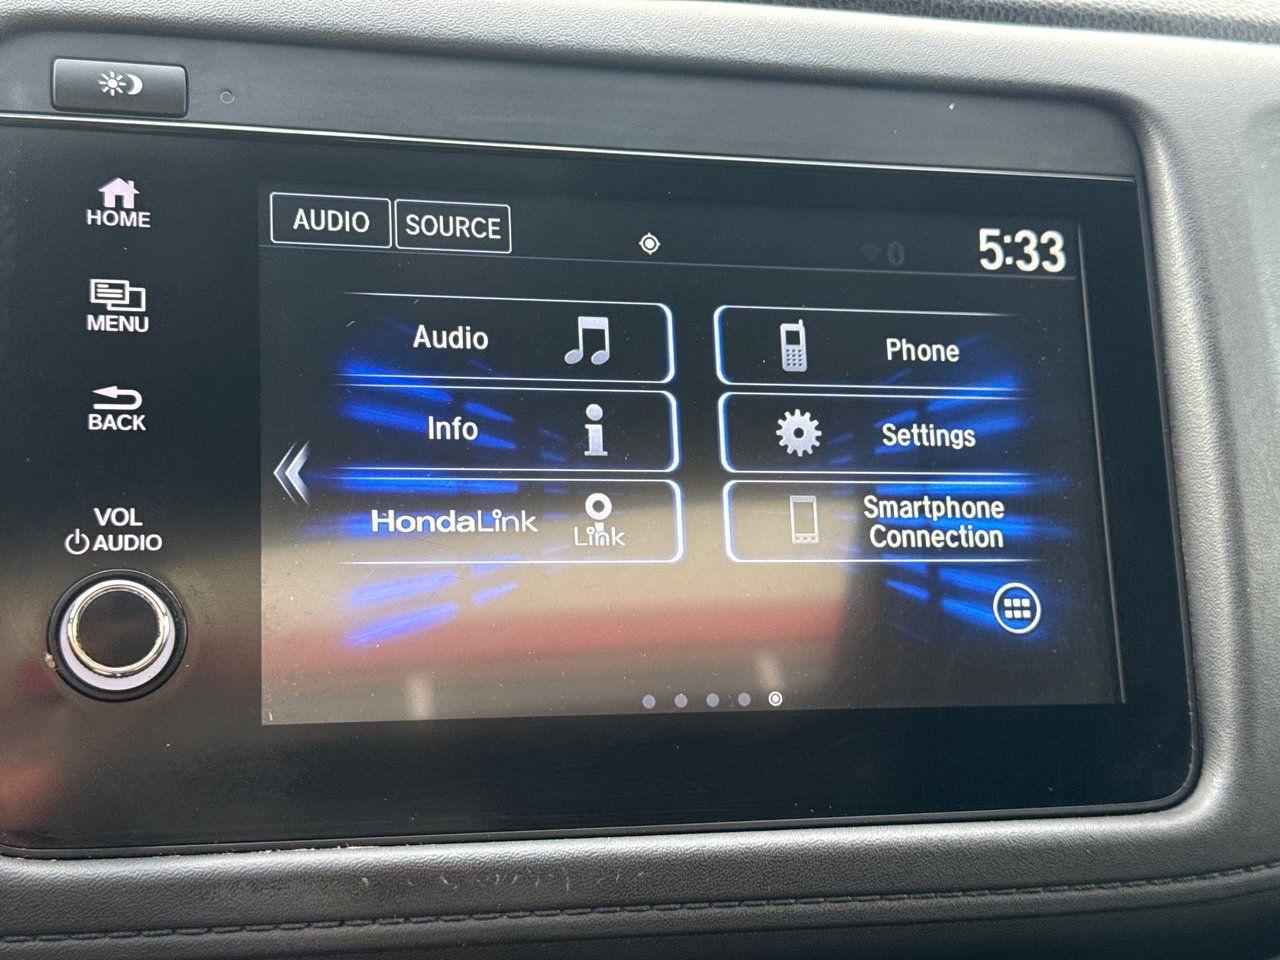 HOME
MENU
BACK
VOL
AUDIO
AUDIO SOURCE
5:33
Audio
Phone
Info
Settings
HondaLink
Link
Smartphone
Connection